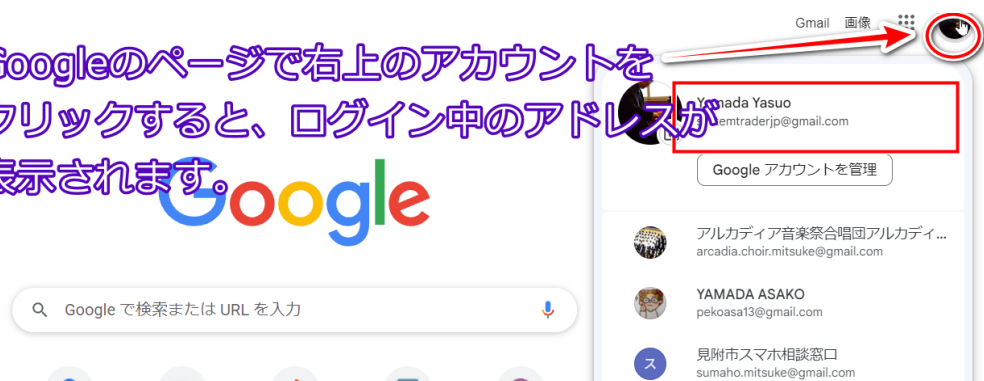 Gmail 画像
Googleのページで右上のアカウントを
クリックすると、ログイン中のアドレスが
表示されます。
Google
Google で検索または URL を入力
Yamada Yasuo
Google アカウントを管理
アルカディア音楽祭合唱団アルカディ...
arcadia.choir.mitsuke@gmail.com
YAMADA ASAKO
pekoasa13@gmail.com
ス
見附市スマホ相談窓口
sumaho.mitsuke@gmail.com